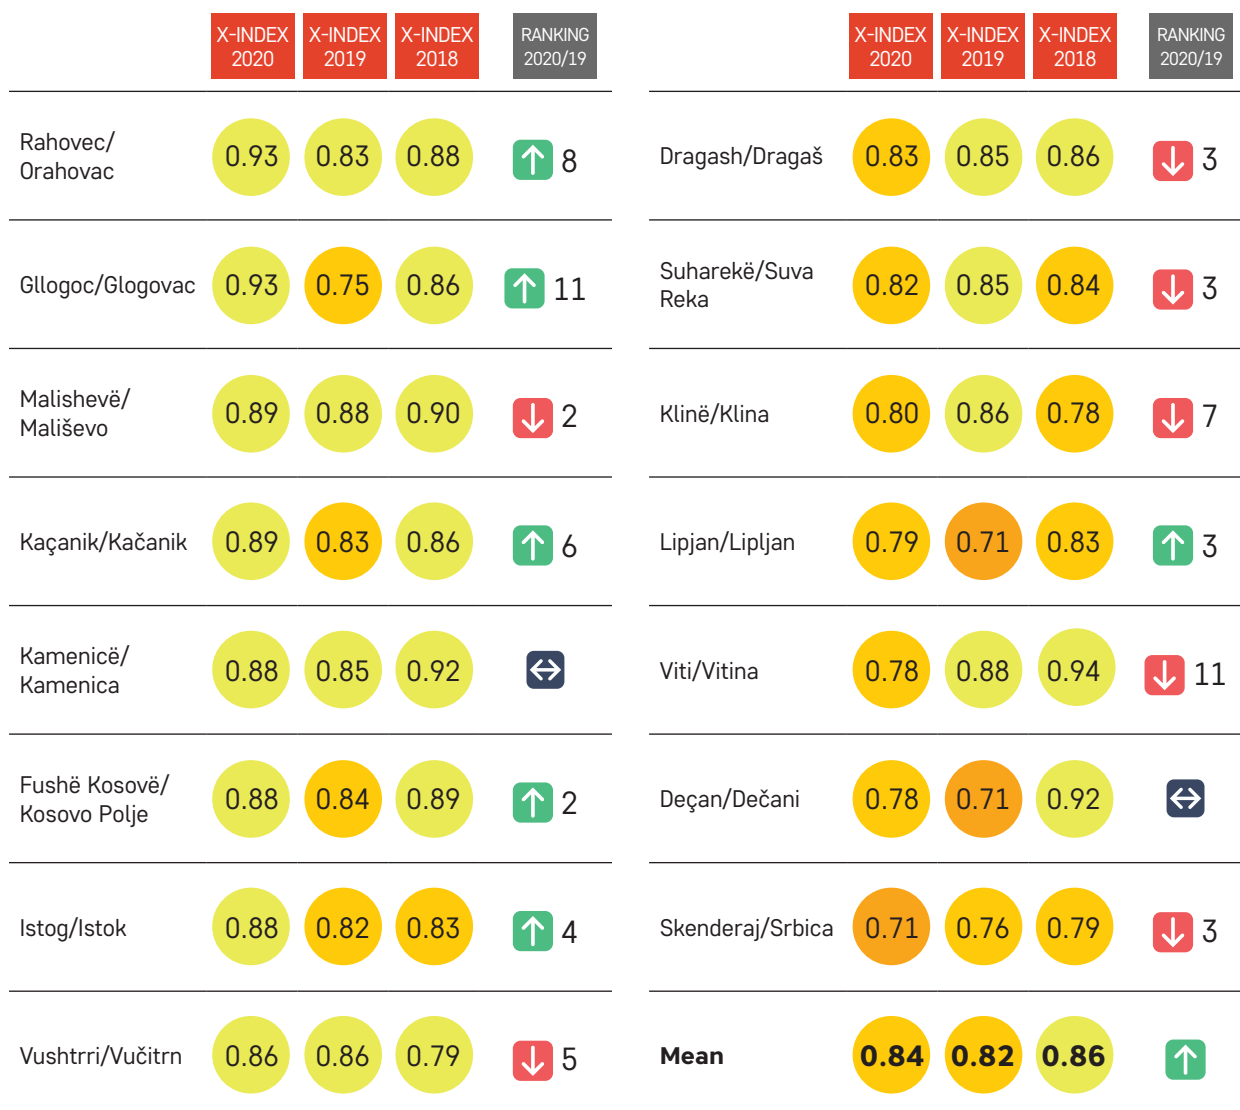 X-INDEX 2020 X-INDEX 2019 X-INDEX 2018 RANKING 2020/19
Rahovec/
Orahovac 0.93 0.83 0.88 8
Gllogoc/Glogovac 0.93 0.75 0.86 11
Malishevë/
Mališevo 0.89 0.88 0.90 2
Kaçanik/Kačanik 0.89 0.83 0.86 6
Kamenicë/
Kamenica 0.88 0.85 0.92
Fushë Kosovë/
Kosovo Polje 0.88 0.84 0.89 2
Istog/Istok 0.88 0.82 0.83 4
Vushtrri/Vučitrn 0.86 0.86 0.79 5
X-INDEX 2020 X-INDEX 2019 X-INDEX 2018 RANKING 2020/19
Dragash/Dragaš 0.83 0.85 0.86 3
Suharekë/Suva
Reka 0.82 0.85 0.84 3
Klinë/Klina 0.80 0.86 0.78 7
Lipjan/Lipljan 0.79 0.71 0.83 3
Viti/Vitina 0.78 0.88 0.94 11
Deçan/Dečani 0.78 0.71 0.92
Skenderaj/Srbica 0.71 0.76 0.79 3
Mean 0.84 0.82 0.86